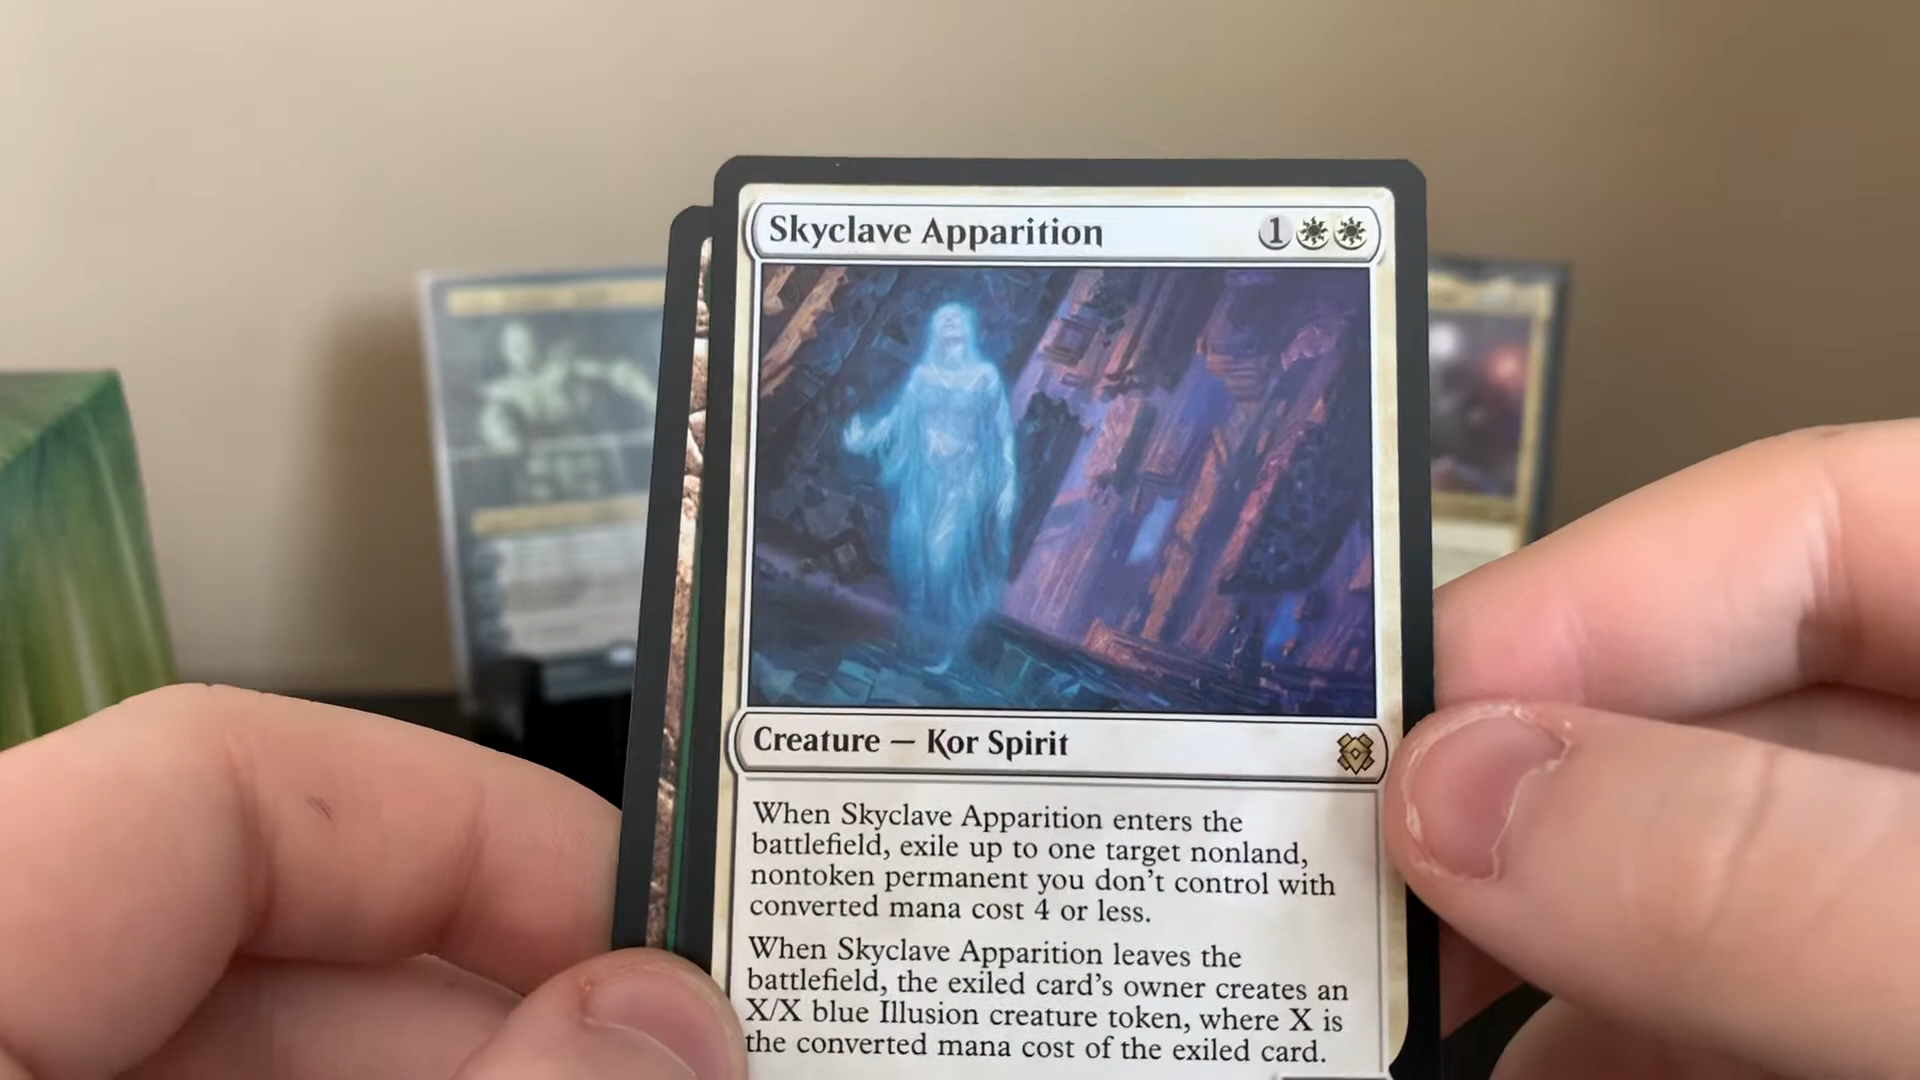 Skyclave Apparition 1
Creature — Kor Spirit
When Skyclave Apparition enters the
battlefield, exile up to one target nonland,
nontoken permanent you don't control with
converted mana cost 4 or less.
When Skyclave Apparition leaves the
battlefield, the exiled card's owner creates an
X/X blue Illusion creature token, where X is
the converted mana cost of the exiled card.